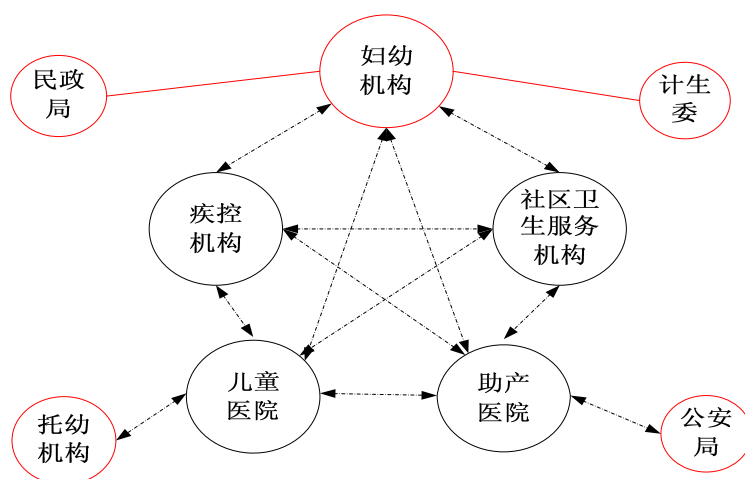 妇幼
机构
民政
局
计生
委
疾控
机构
社区卫
生服务
机构
儿童
医院
助产
医院
托幼
机构
公安
局